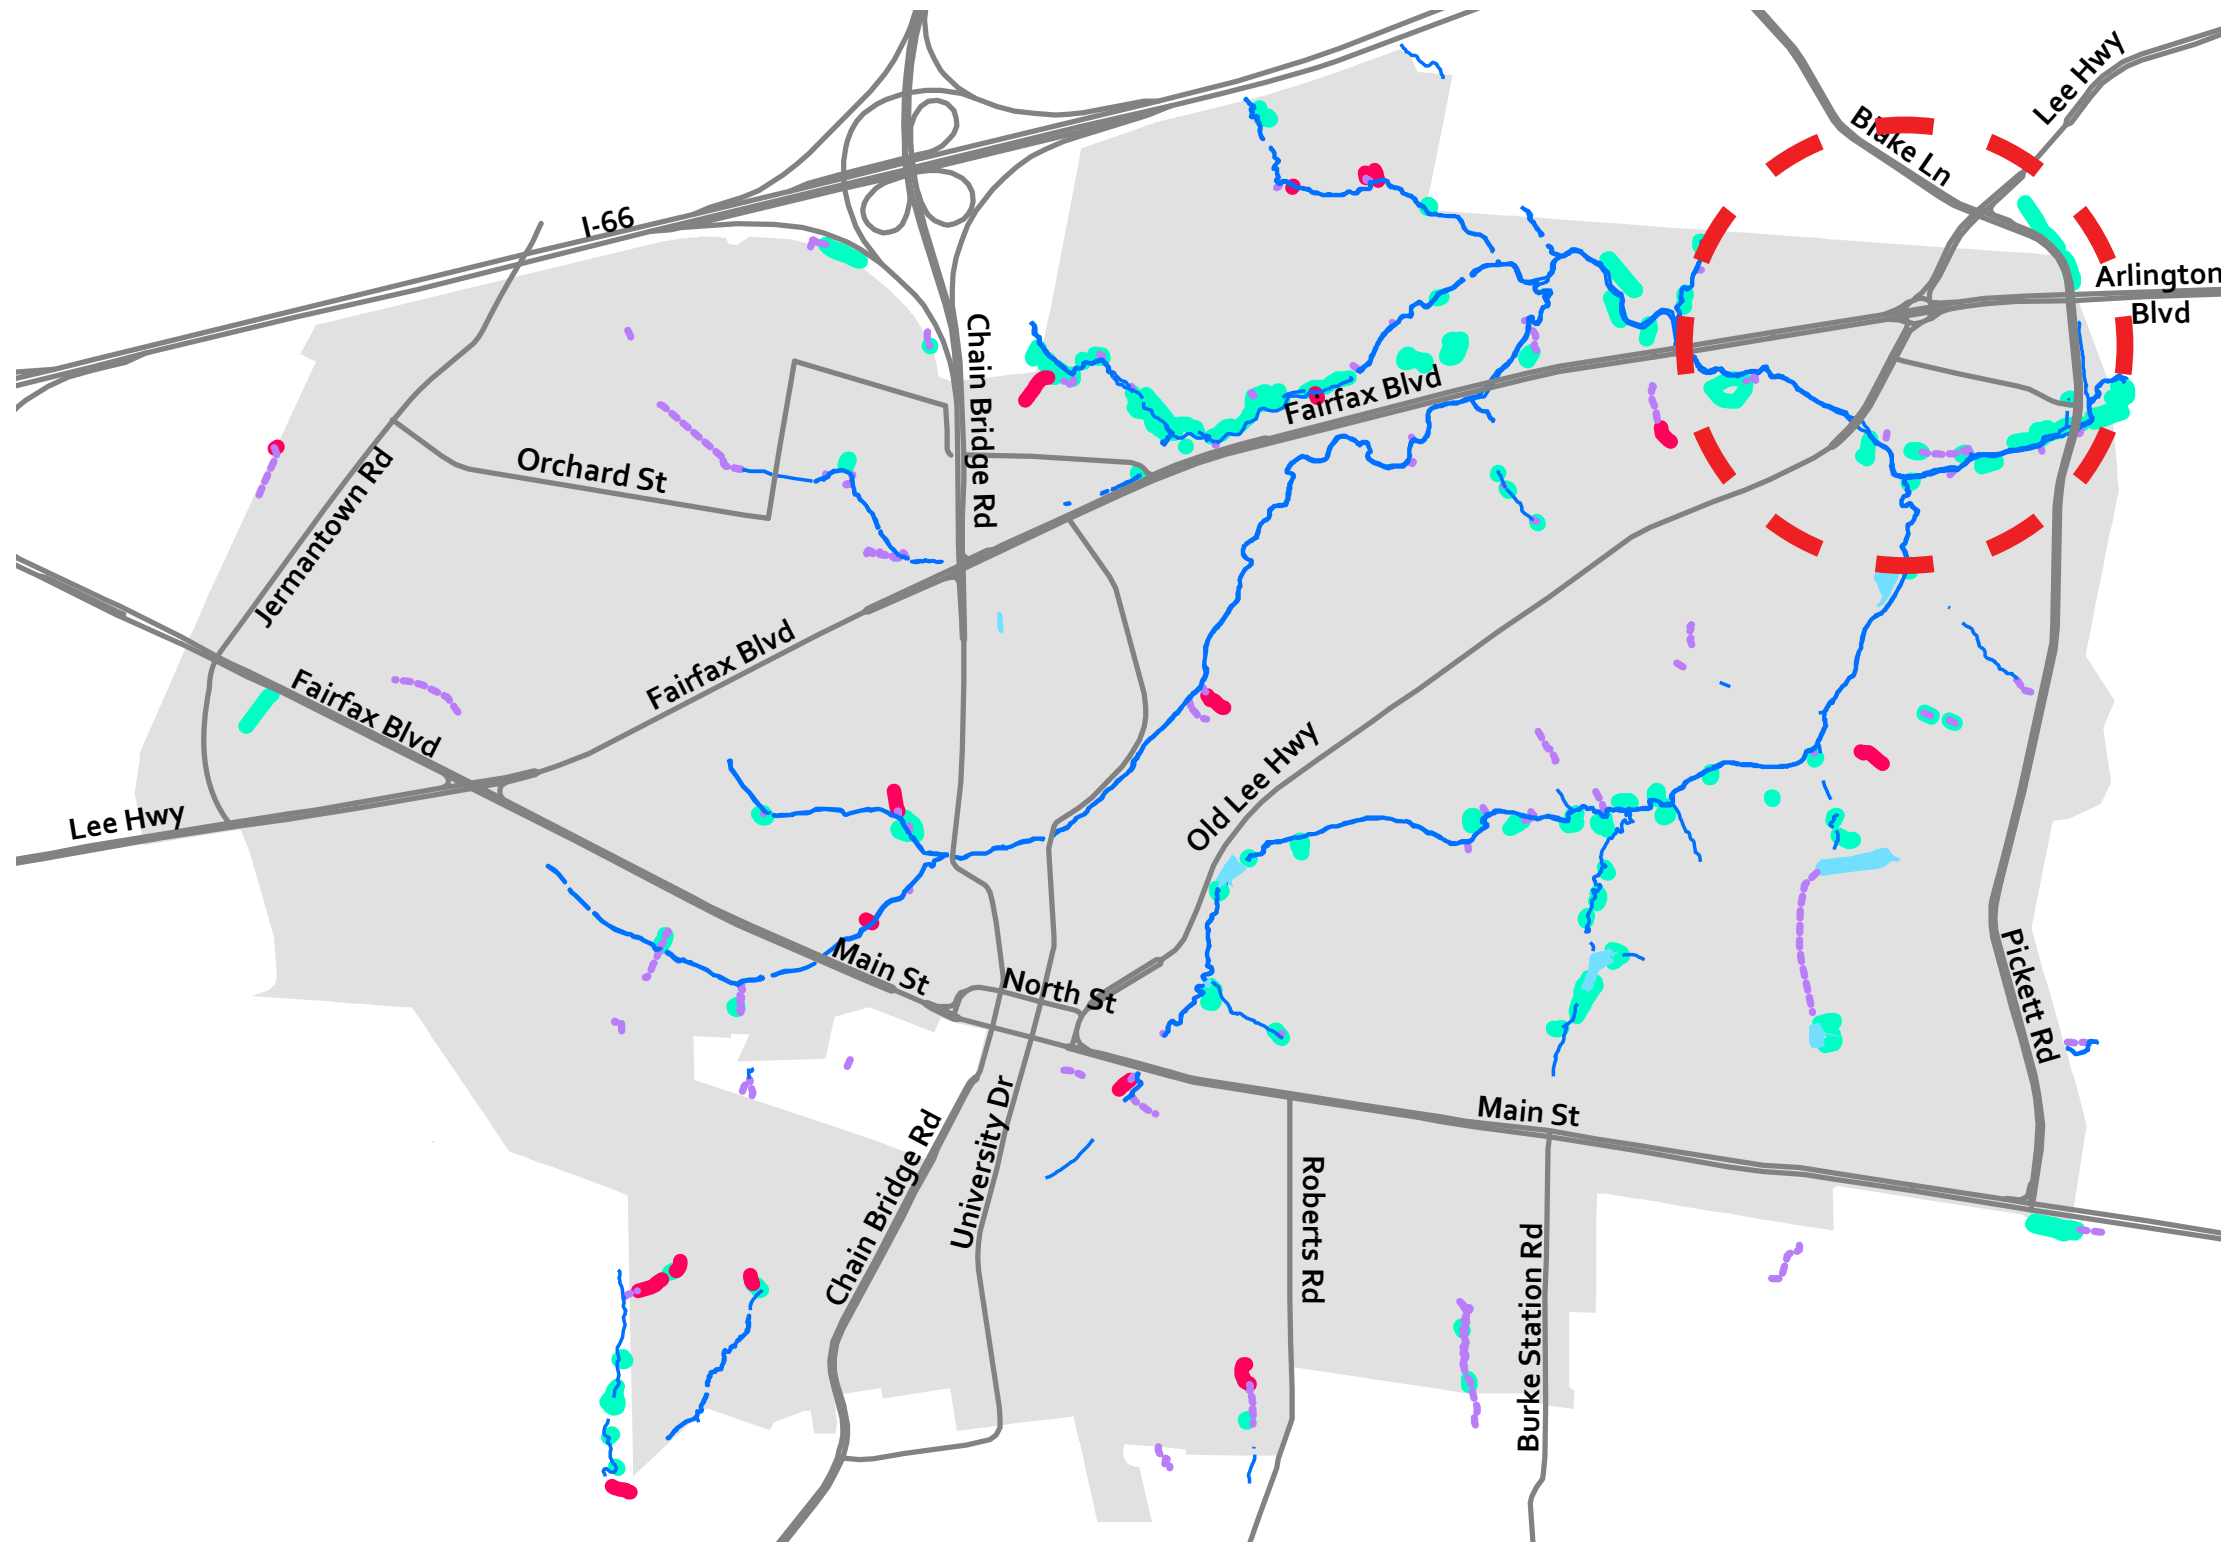 Lee Hwy
Blake Ln
I-66
Arlington
Blvd
Chain Bridge Rd
Fairfax Blvd
Orchard St
Jermantown Rd
Fairfax Blvd
Fairfax Blvd
Old Lee Hwy
Lee Hwy
Main St
North St
Pickett Rd
Main St
University Dr
Chain Bridge Rd
Roberts Rd
Burke Station Rd